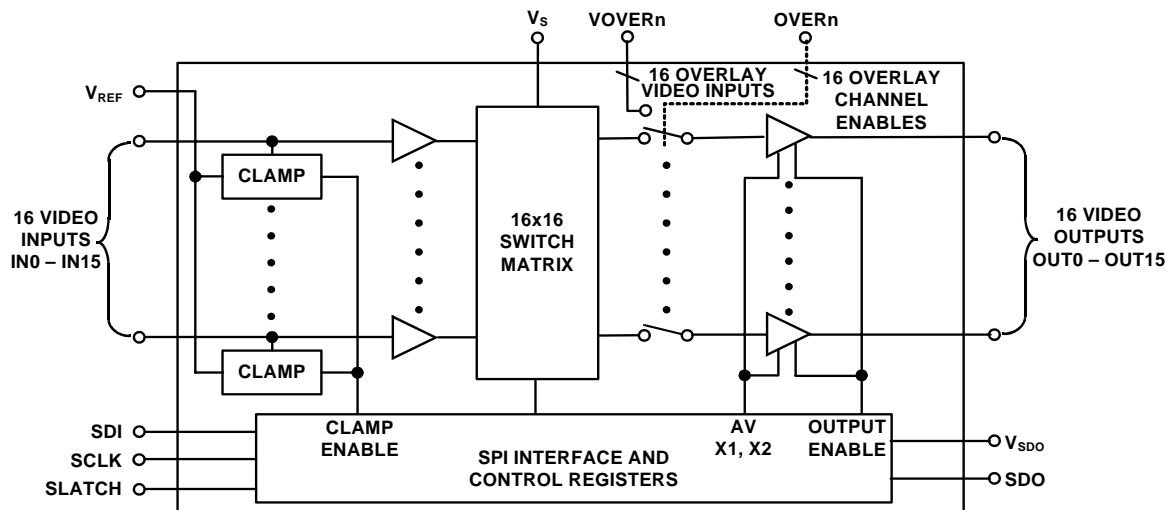 VS
VOVERn
OVERn
16 OVERLAY
VIDEO INPUTS
16 OVERLAY
CHANNEL
ENABLES
VREF
CLAMP
16 VIDEO
INPUTS
IN0 – IN15
16x16
SWITCH
MATRIX
16 VIDEO
OUTPUTS
OUT0 – OUT15
CLAMP
SDI
SCLK
SLATCH
CLAMP
ENABLE
AV
X1, X2
OUTPUT
ENABLE
SPI INTERFACE AND
CONTROL REGISTERS
VSDO
SDO